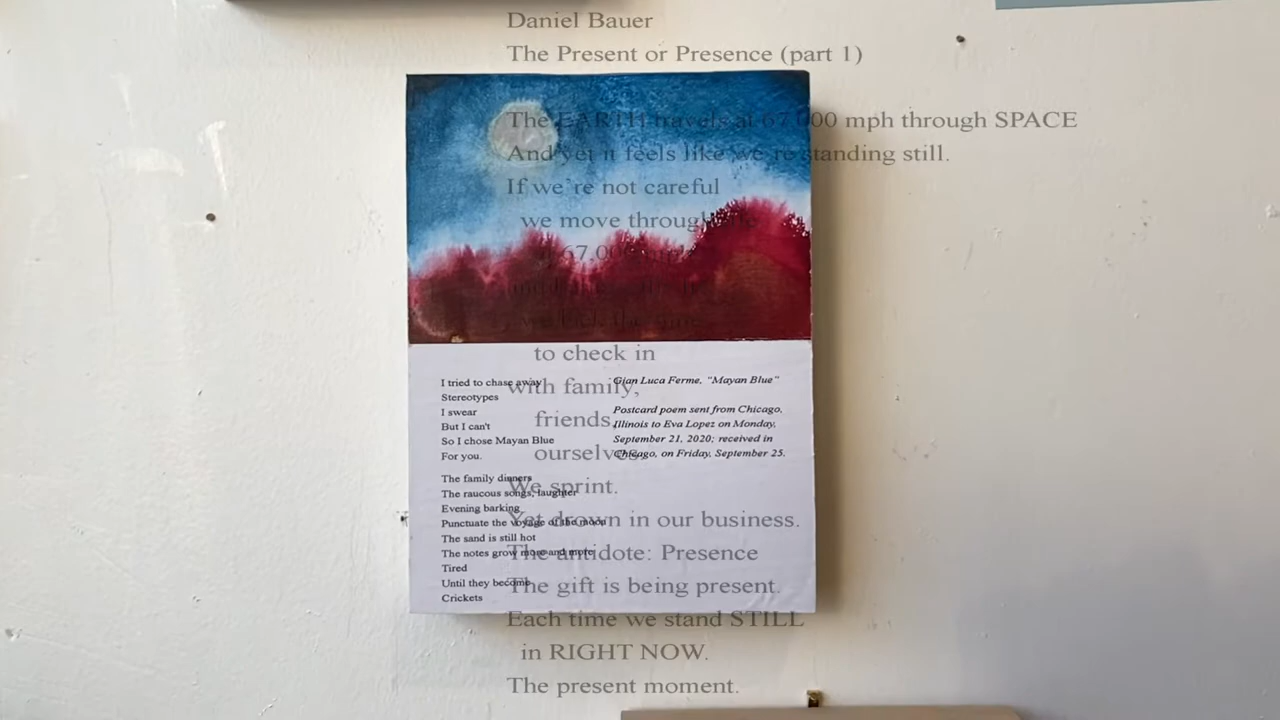 Daniel Bauer
The Present or Presence (part 1)
The EARTH travels at 67,000 mph through SPACE
And yet it feels like we're standing still.
If we're not careful
we move through
67,000 mph
to check in
with family,
friends,
ourselves.
We sprint.
Yet drown in our business.
The antidote: Presence
The gift is being present.
Each time we stand STILL
in RIGHT NOW.
The present moment.
I tried to chase away
Stereotypes
I swear
But I can't
So I chose Mayan Blue
For you.
The family dinners
The raucous songs, laughter
Evening barking
Punctuate the voyage of the moon
The sand is still hot
The notes grow more and more
Tired
Until they become
Crickets
Gian Luca Ferme, "Mayan Blue"
Postcard poem sent from Chicago,
Illinois to Eva Lopez on Monday,
September 21, 2020; received in
Chicago, on Friday, September 25.